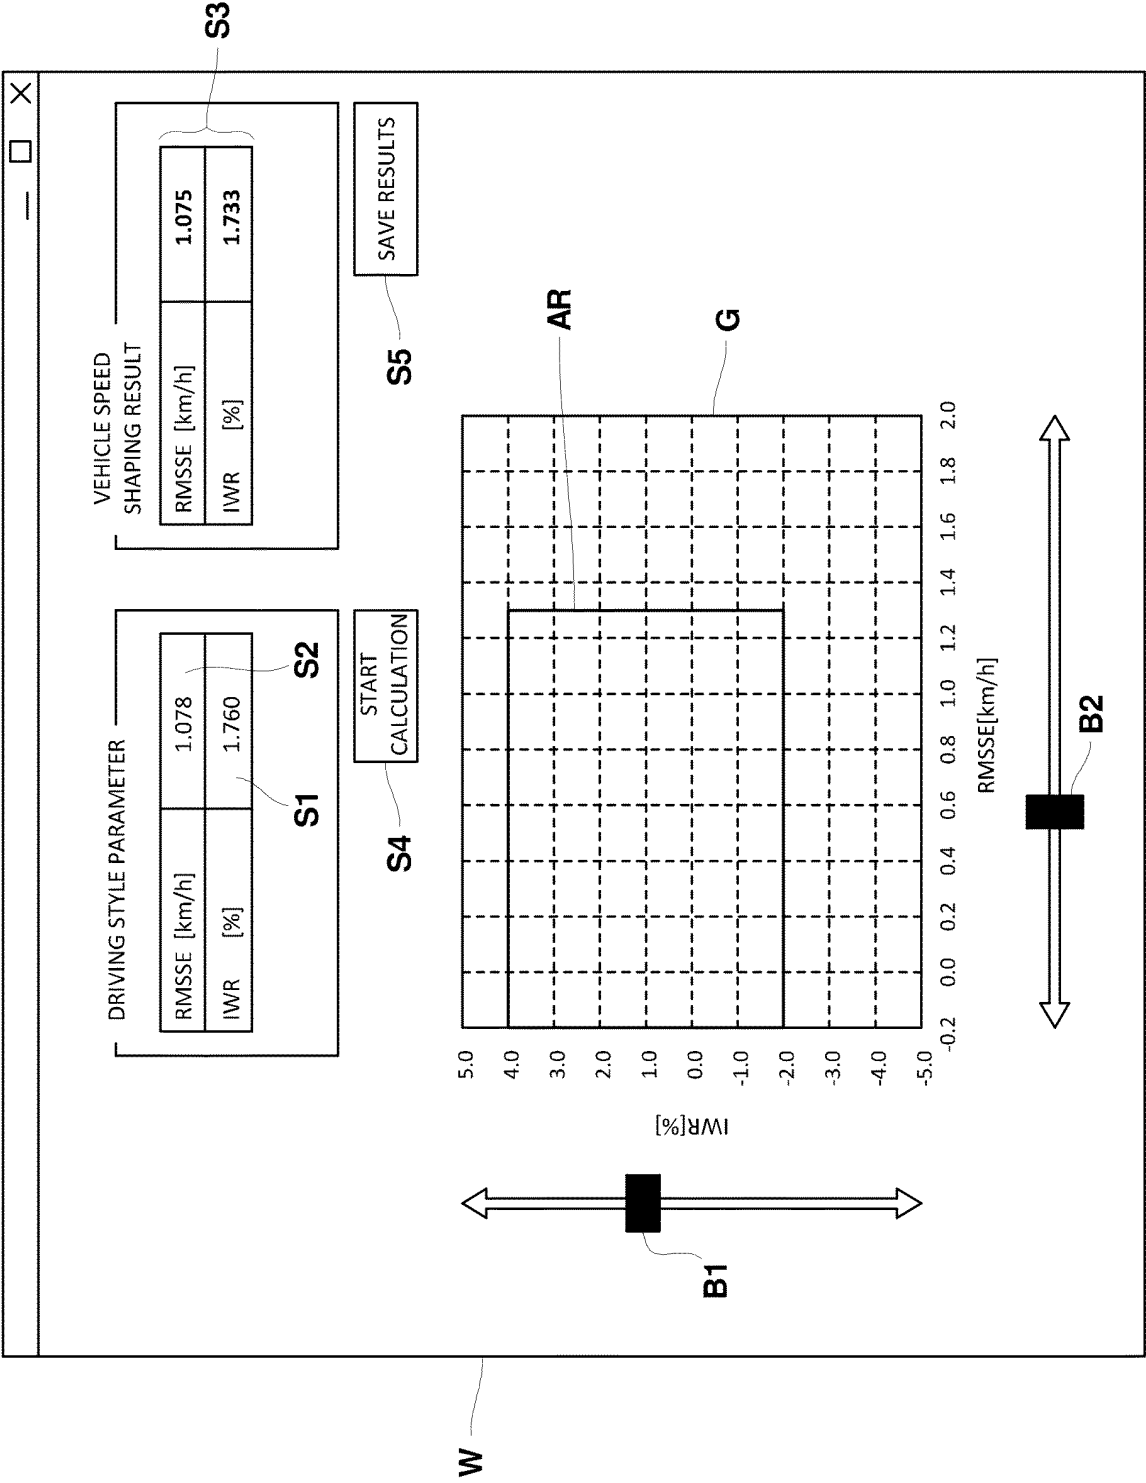 W
S3
DRIVING STYLE PARAMETER
RMSSE [km/h] 1.078
IWR [%] 1.760
S1
S2
VEHICLE SPEED
SHAPING RESULT
RMSSE [km/h] 1.075
IWR [%] 1.733
S4
START
CALCULATION
S5
SAVE RESULTS
AR
G
B1
IWR[%]
5.0
4.0
3.0
2.0
1.0
0.0
-1.0
-2.0
-3.0
-4.0
-5.0
-0.2 0.0 0.2 0.4 0.6 0.8 1.0 1.2 1.4 1.6 1.8 2.0
RMSSE[km/h]
B2